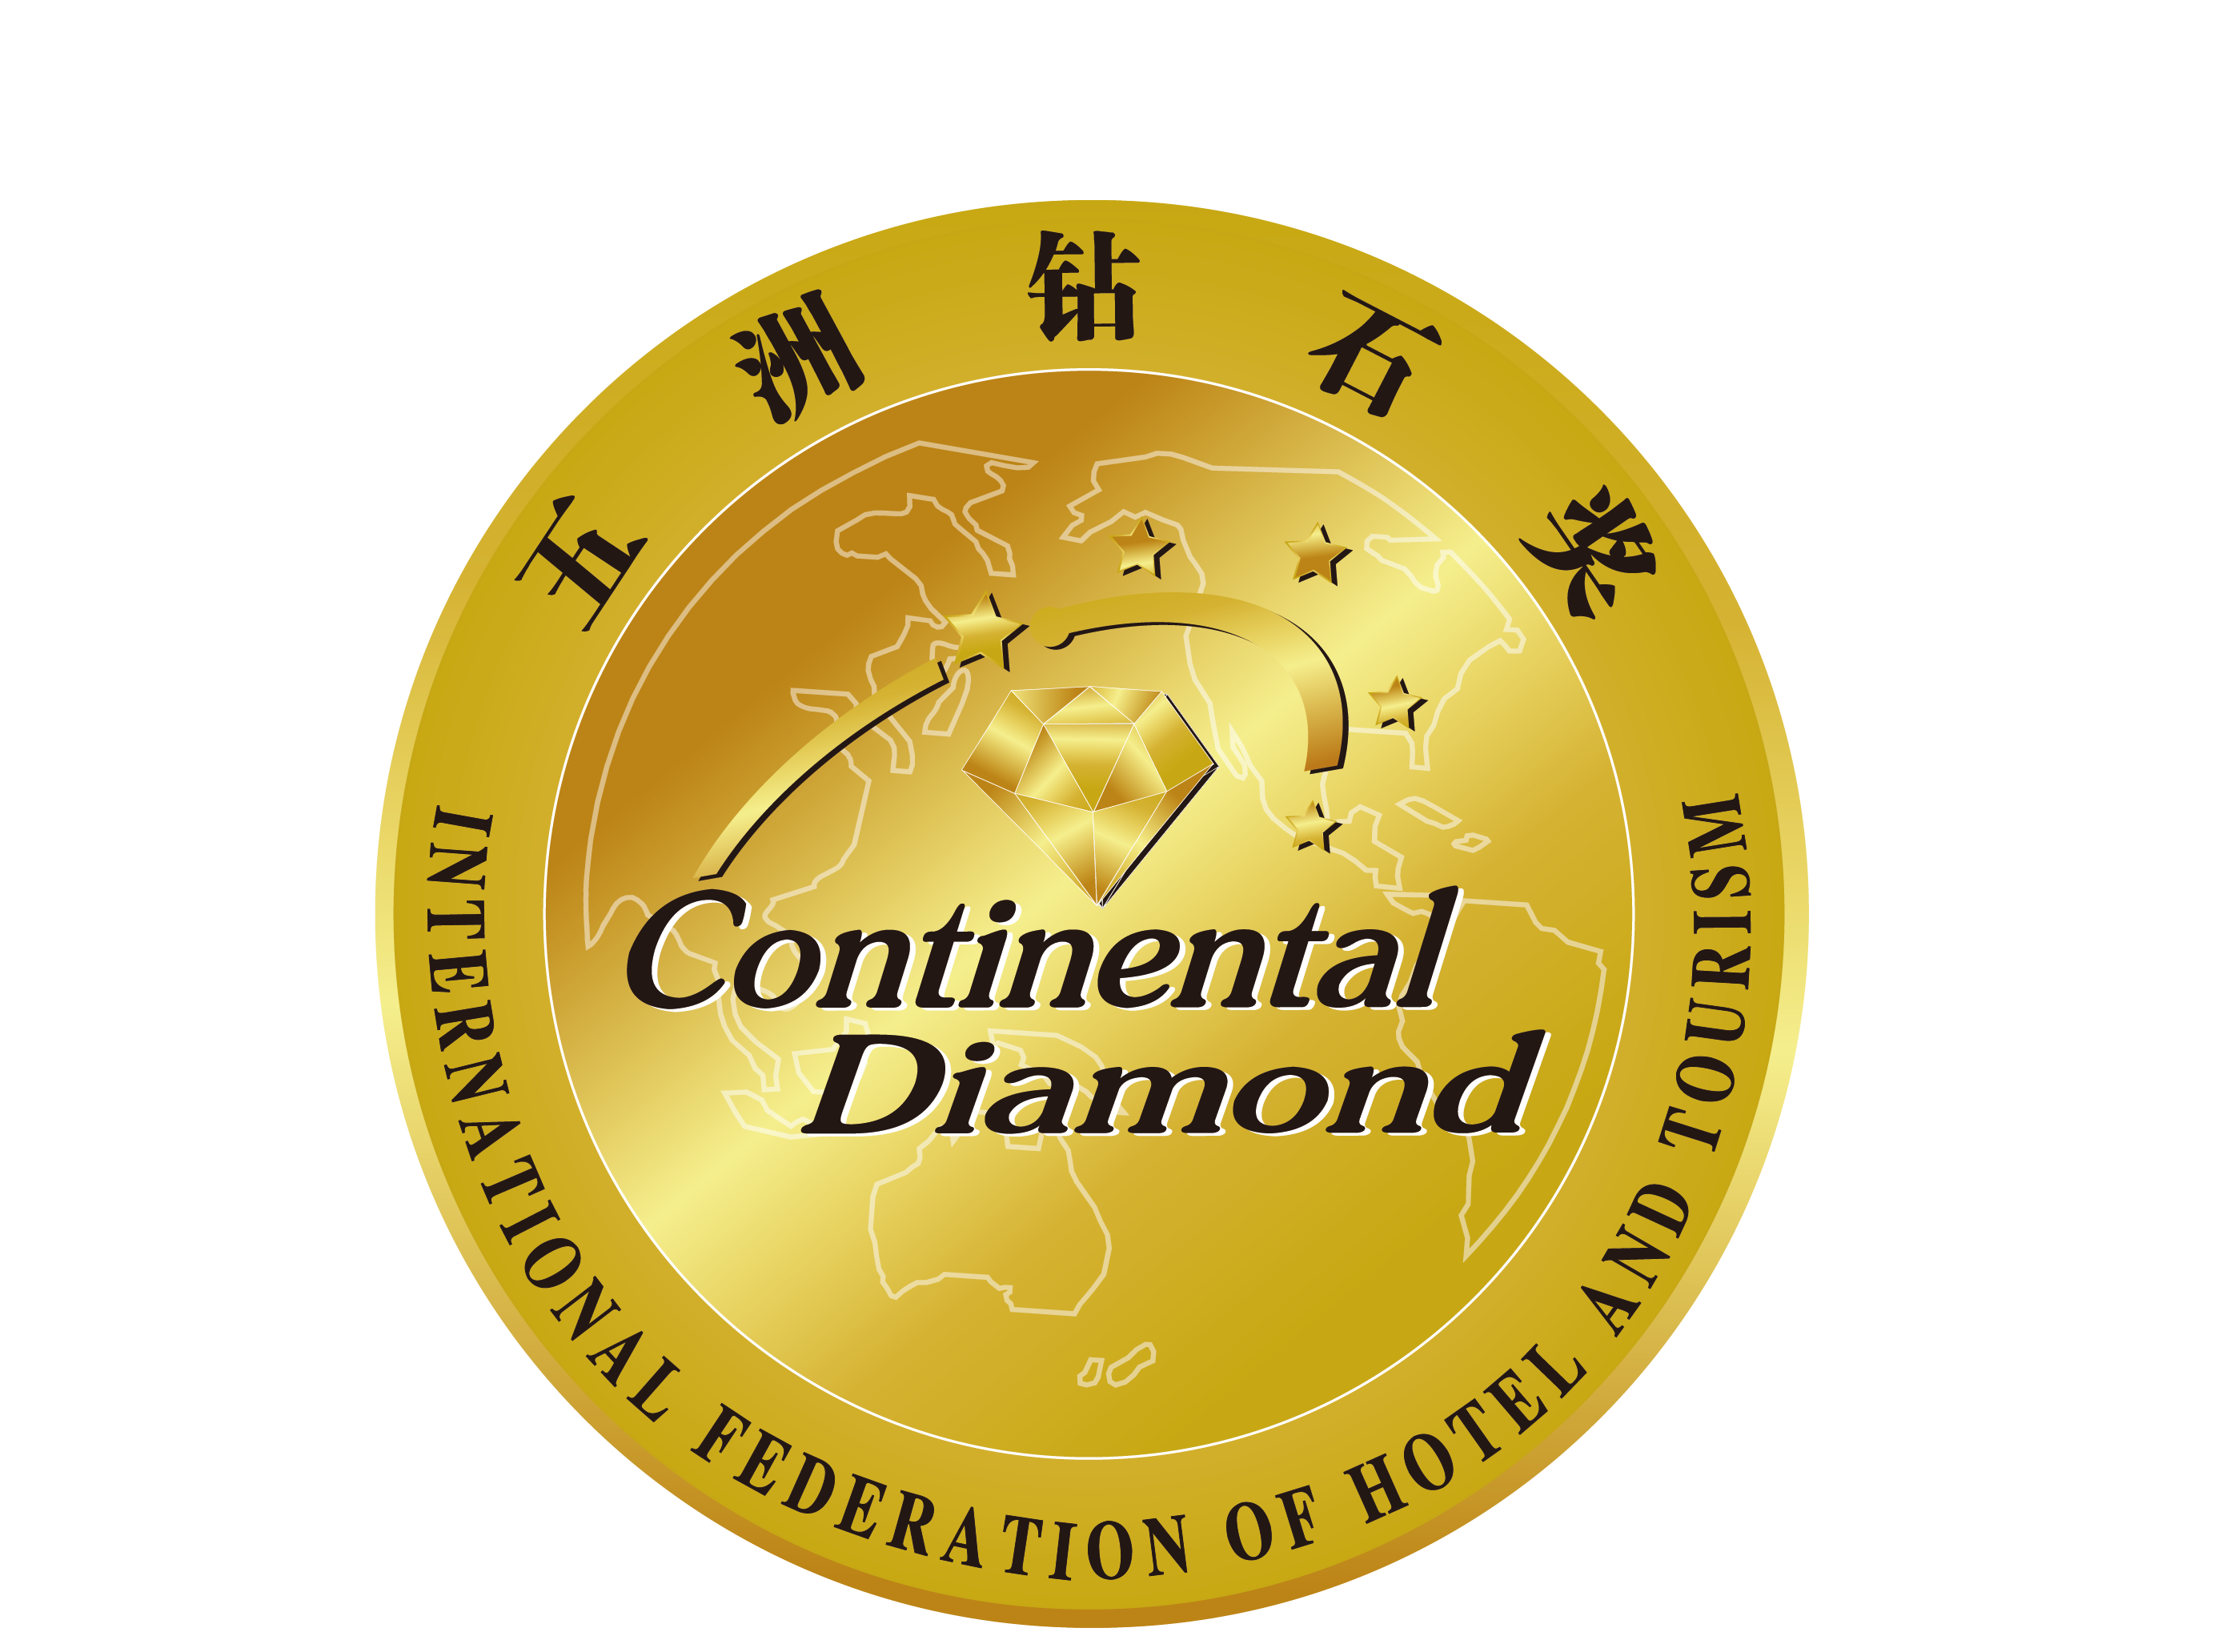 五洲钻石奖
Continental
Diamond
INTERNATIONAL FEDERATION OF HOTEL AND TOURISM